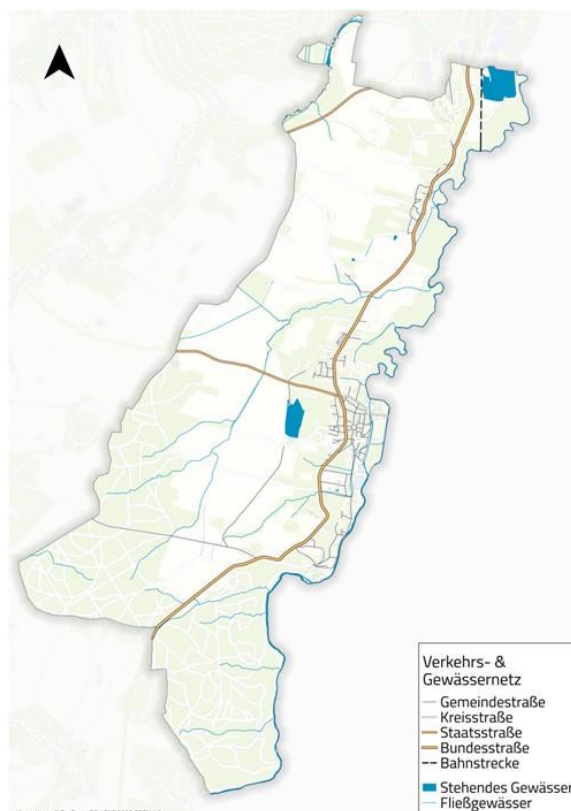 Verkehrs- &
Gewässernetz
Gemeindestraße
Kreisstraße
Staatsstraße
Bundesstraße
Bahnstrecke
Stehendes Gewässer
Fließgewässer